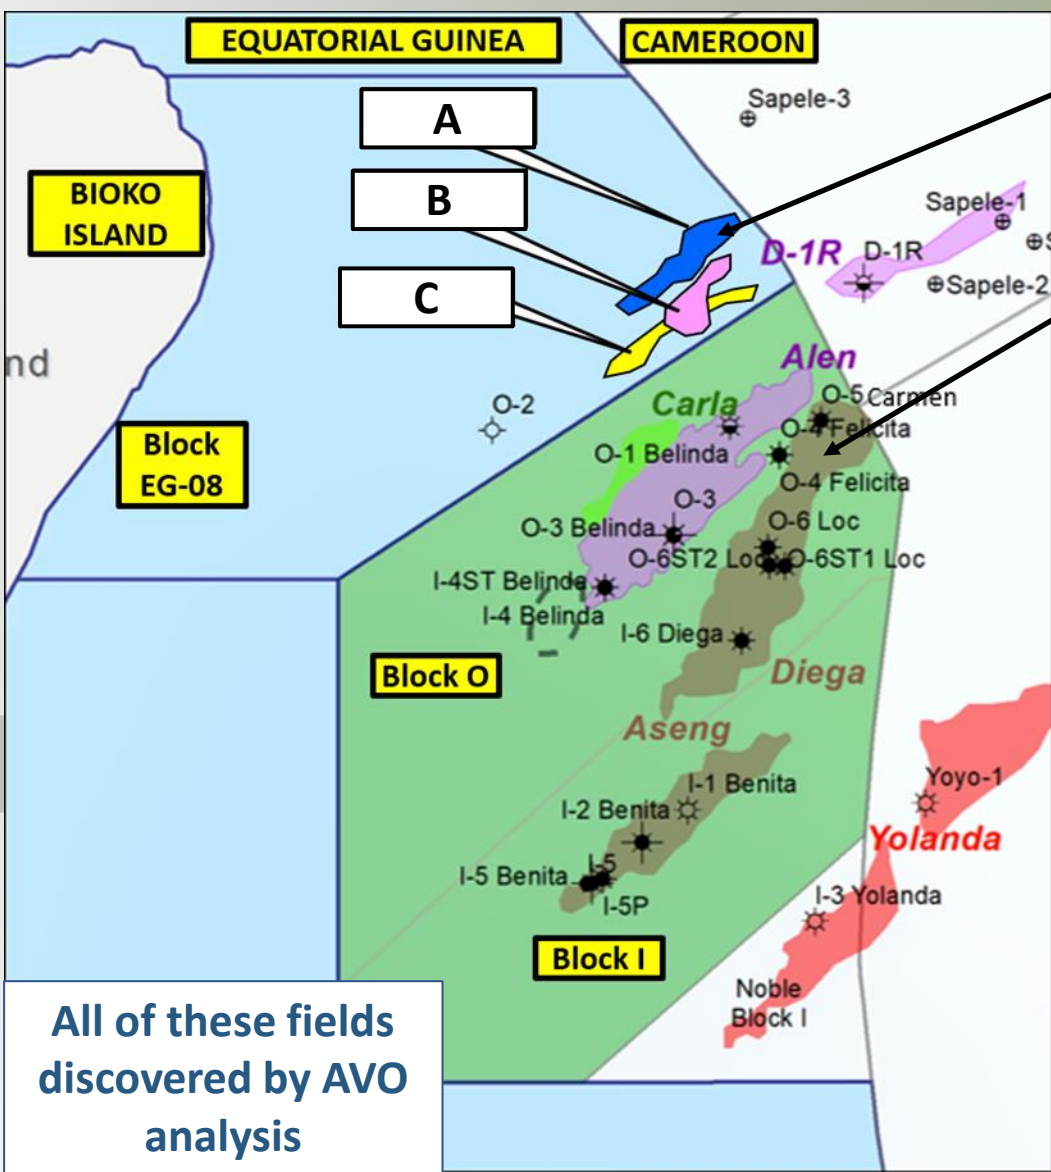 EQUATORIAL GUINEA
CAMEROON
Sapele-3
A
B
C
BIOKO
ISLAND
Sapele-1
D-1R
D-1R
S
Sapele-2
nd
Alen
O-5 Carmen
O-2
Carla
O-4 Felicita
Block
EG-08
O-1 Belinda
O-4 Felicita
O-3
O-3 Belinda
O-6 Loc
O-6ST2 Loc
O-6ST1 Loc
I-4ST Belinda
I-4 Belinda
I-6 Diega
Block O
Diega
Aseng
I-1 Benita
Yoyo-1
I-2 Benita
Yolanda
I-5
I-5 Benita
I-5P
I-3 Yolanda
Block I
Noble
Block I
All of these fields
discovered by AVO
analysis